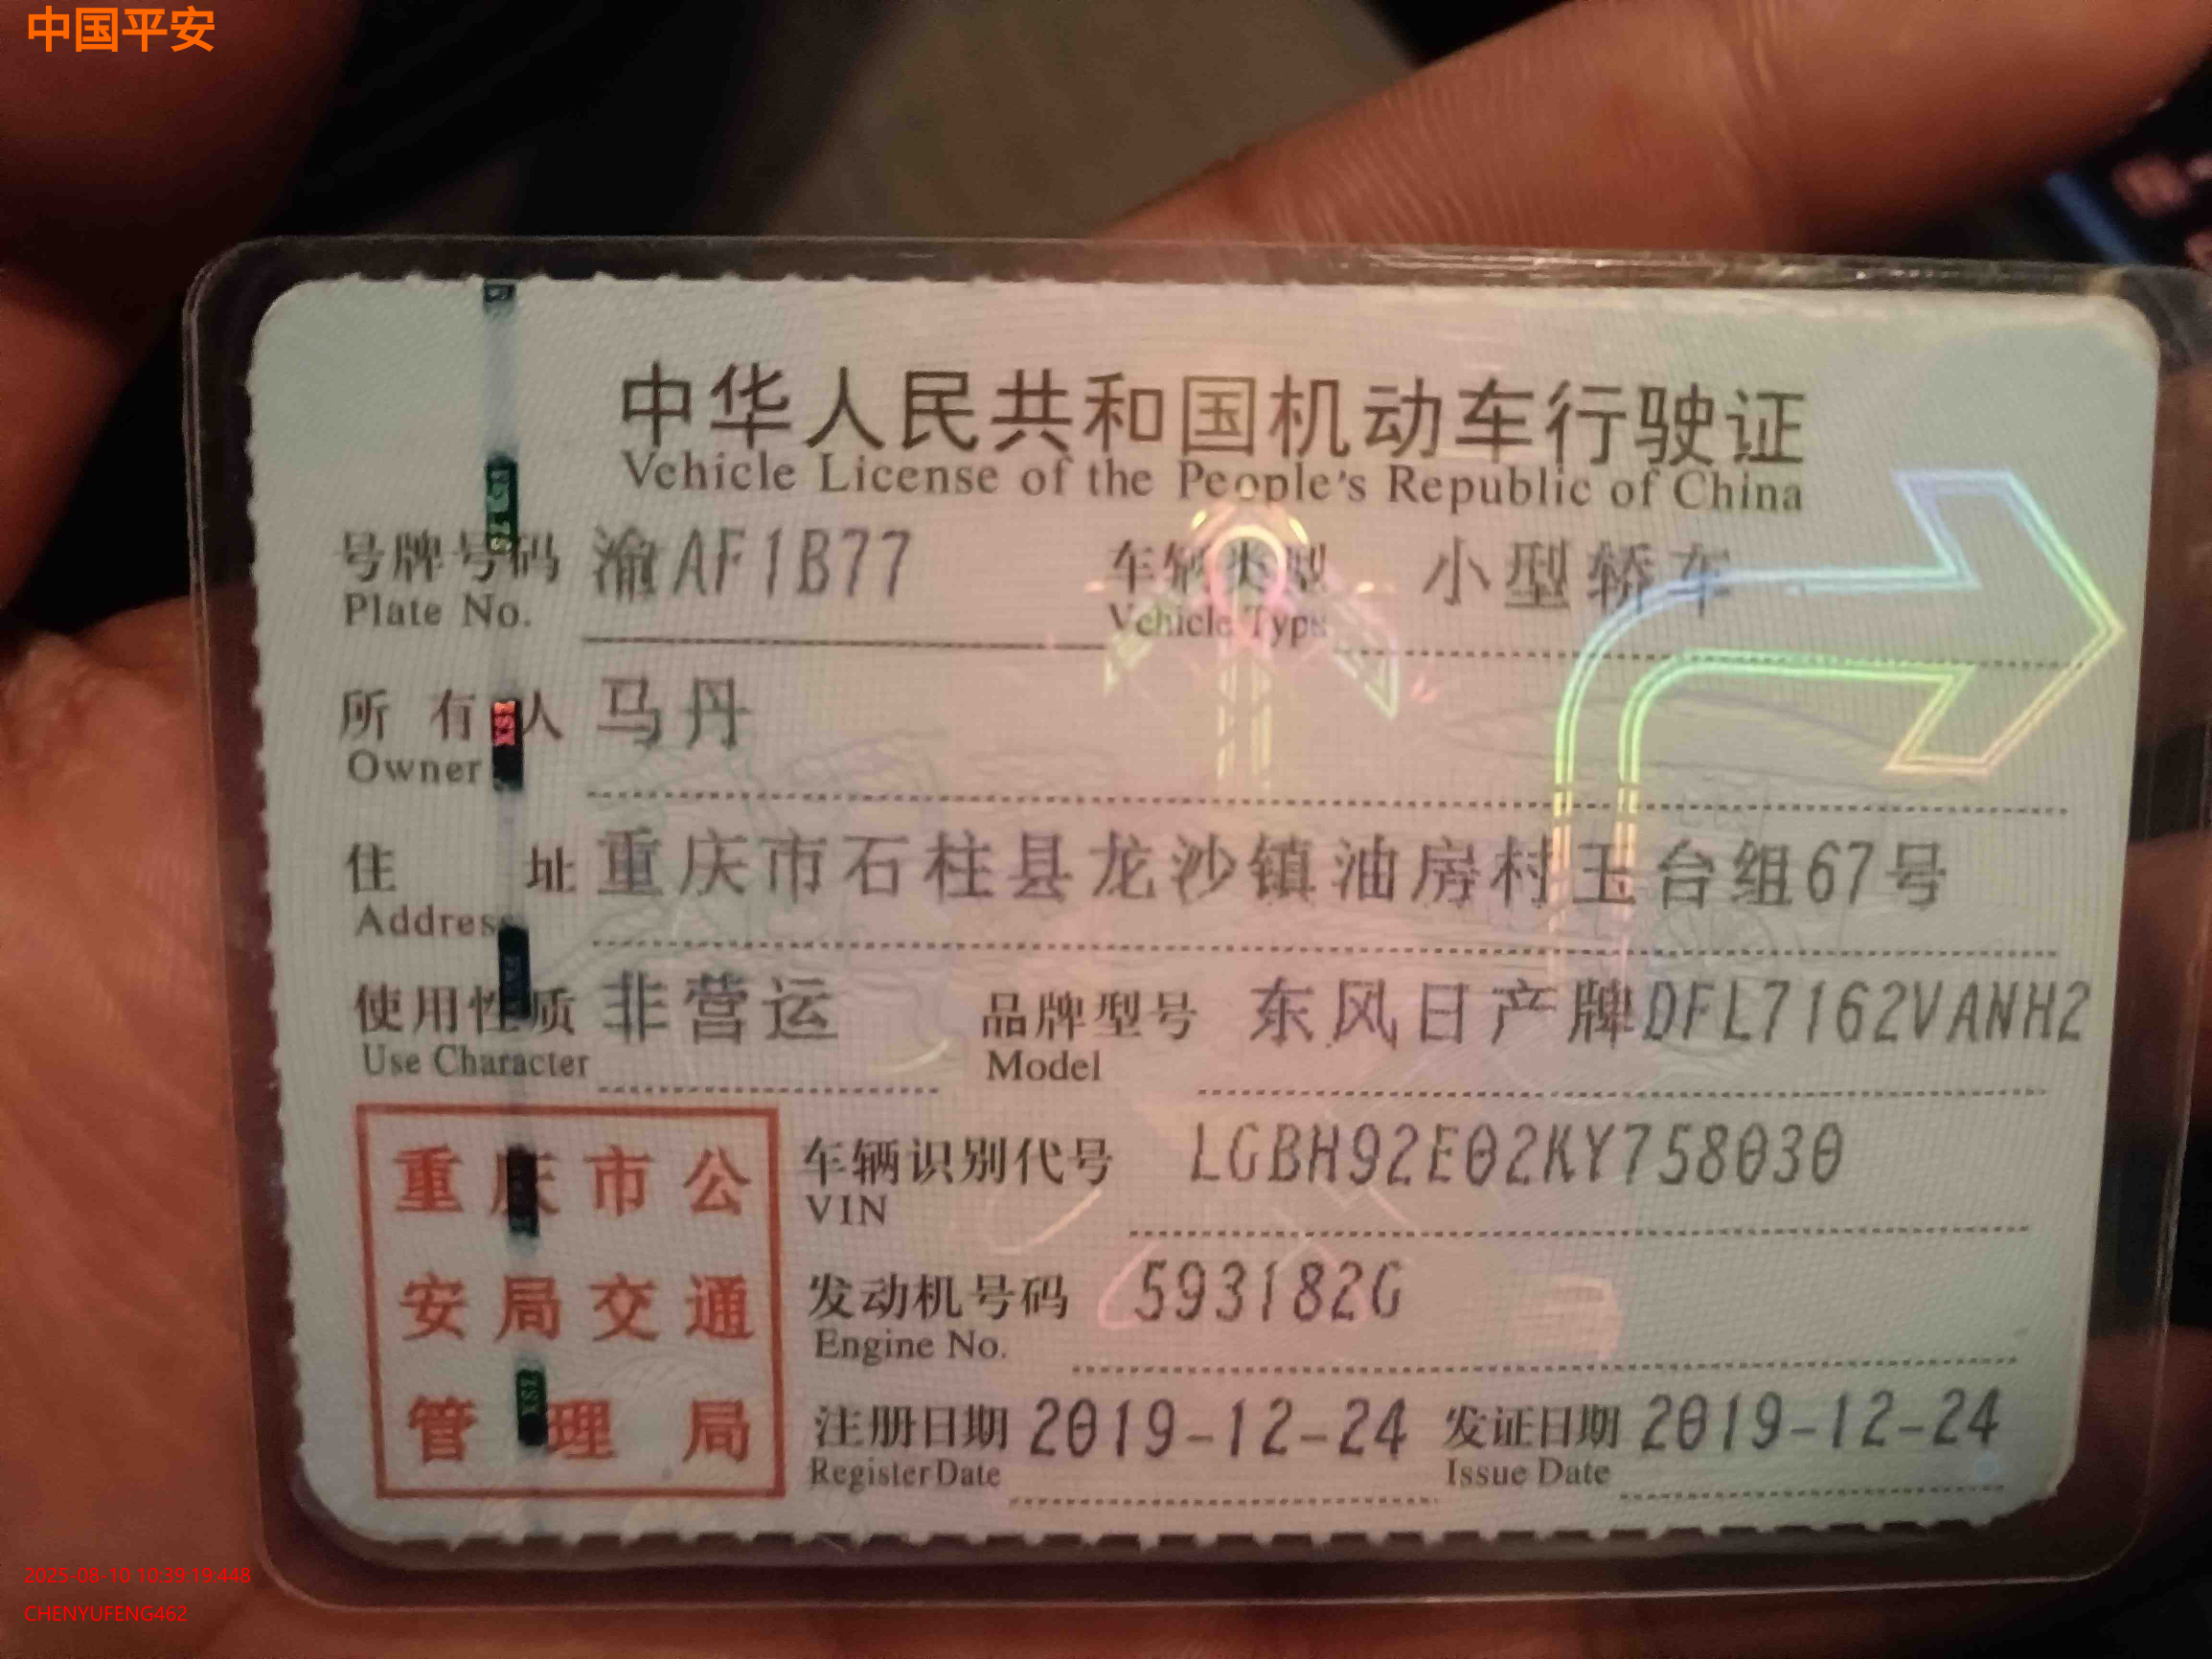 中国平安
中华人民共和国机动车行驶证
Vehicle License of the People's Republic of China
号牌号码 渝AF1B77 车辆类型 小型轿车
Plate No. Vehicle Type
所有人 马丹
Owner
住址 重庆市石柱县龙沙镇油房村玉台组67号
Address
使用性质 非营运 品牌型号 东风日产牌DFL7162VANH2
Use Character Model
重庆市公
安局交通
管理局
车辆识别代号 LGBH92E02KY758030
VIN
发动机号码 593182G
Engine No.
注册日期 2019-12-24 发证日期 2019-12-24
Register Date Issue Date
2025-08-10 10:39:19:448
CHENYUFENG462